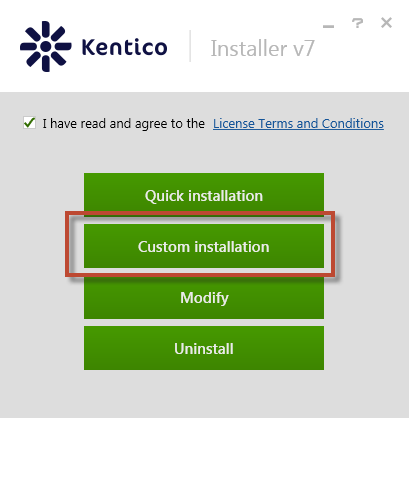 Kentico
Installer v7
I have read and agree to the License Terms and Conditions
Quick installation
Custom installation
Modify
Uninstall